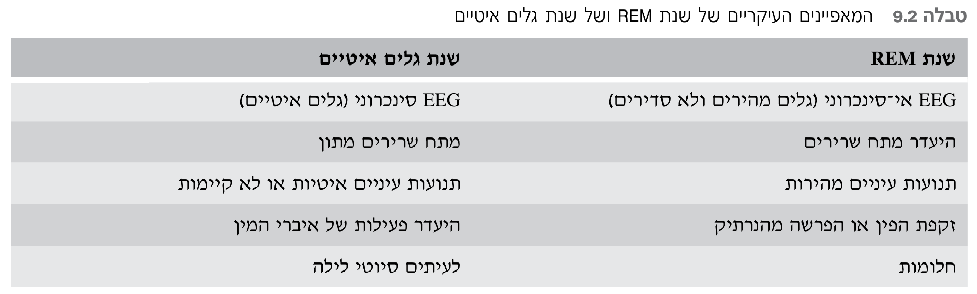 טבלה 9.2 המאפיינים העיקריים של שנת REM ושל שנת גלים איטיים
שנת REM שנת גלים איטיים
EEG אי־סינכרוני (גלים מהירים ולא סדירים) EEG סינכרוני (גלים איטיים)
היעדר מתח שרירים מתח שרירים מתון
תנועות עיניים מהירות תנועות עיניים איטיות או לא קיימות
זקפת הפין או הפרשה מהנרתיק היעדר פעילות של איברי המין
חלומות לעיתים סיוטי לילה